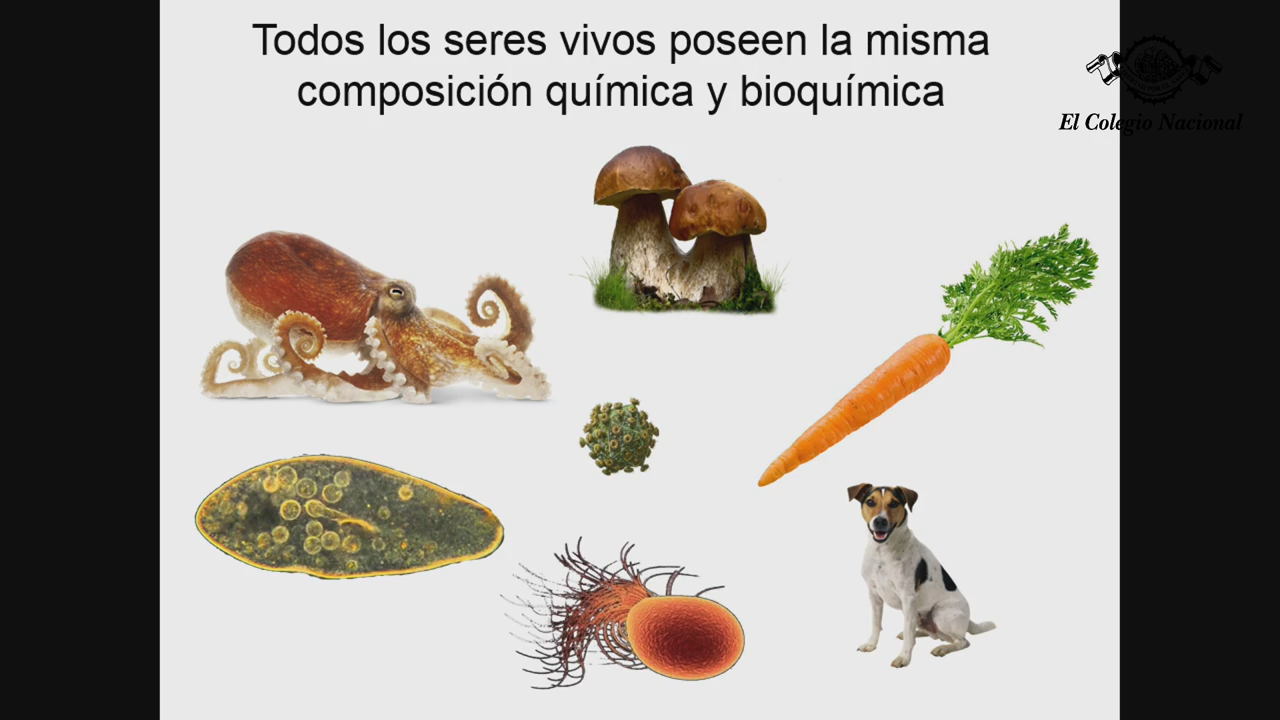 Todos los seres vivos poseen la misma
composición química y bioquímica
El Colegio Nacional